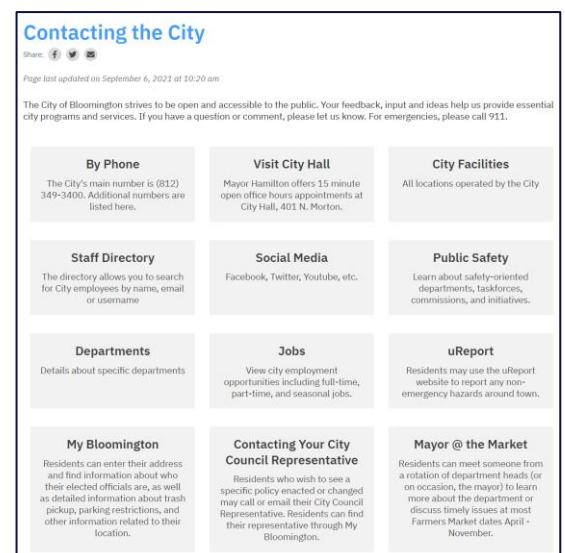 Contacting the City
Share:
Page last updated on September 6, 2021 at 10:20 am
The City of Bloomington strives to be open and accessible to the public. Your feedback, input and ideas help us provide essential
city programs and services. If you have a question or comment, please let us know. For emergencies, please call 911.
By Phone
The City's main number is (812)
349-3400. Additional numbers are
listed here.
Visit City Hall
Mayor Hamilton offers 15 minute
open office hours appointments at
City Hall, 401 N. Morton.
City Facilities
All locations operated by the City
Staff Directory
The directory allows you to search
for City employees by name, email
or username
Social Media
Facebook, Twitter, Youtube, etc.
Public Safety
Learn about safety-oriented
departments, taskforces,
commissions, and initiatives.
Departments
Details about specific departments
Jobs
View city employment
opportunities including full-time,
part-time, and seasonal jobs.
uReport
Residents may use the uReport
website to report any non-
emergency hazards around town.
My Bloomington
Residents can enter their address
and find information about who
their elected officials are, as well
as detailed information about trash
pickup, parking restrictions, and
other information related to their
location.
Contacting Your City
Council Representative
Residents who wish to see a
specific policy enacted or changed
may call or email their City Council
Representative. Residents can find
their representative through My
Bloomington.
Mayor @ the Market
Residents can meet someone from
a rotation of department heads (or
on occasion, the mayor) to learn
more about the department or
discuss timely issues at most
Farmers Market dates April -
November.